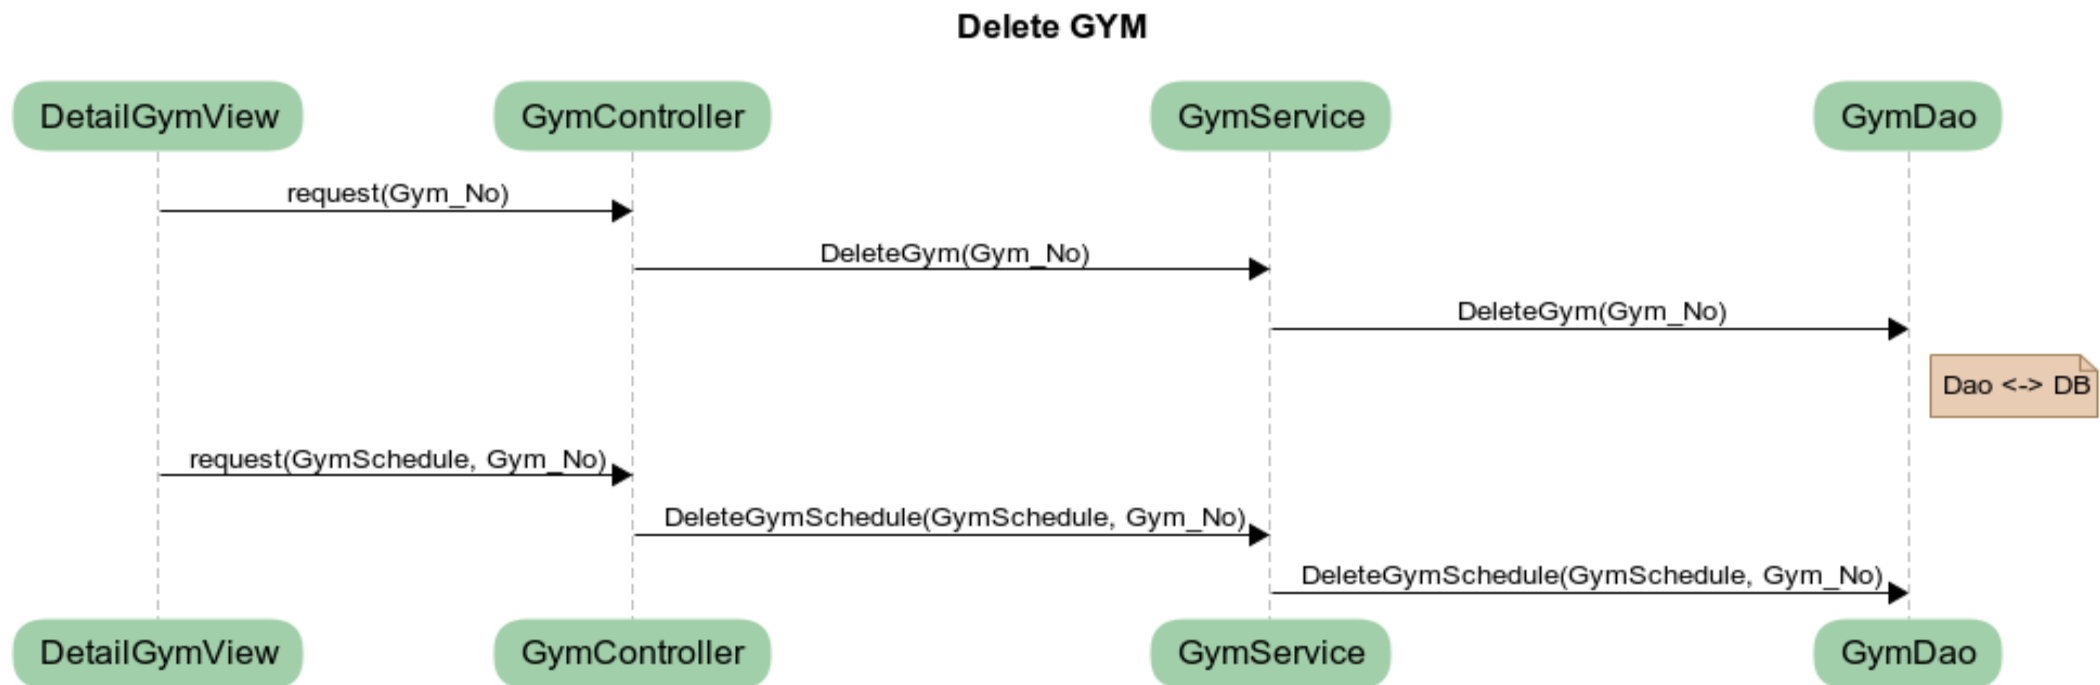 Delete GYM
DetailGymView
GymController
GymService
GymDao
request(Gym_No)
DeleteGym(Gym_No)
DeleteGym(Gym_No)
Dao <-> DB
request(GymSchedule, Gym_No)
DeleteGymSchedule(GymSchedule, Gym_No)
DeleteGymSchedule(GymSchedule, Gym_No)
DetailGymView
GymController
GymService
GymDao